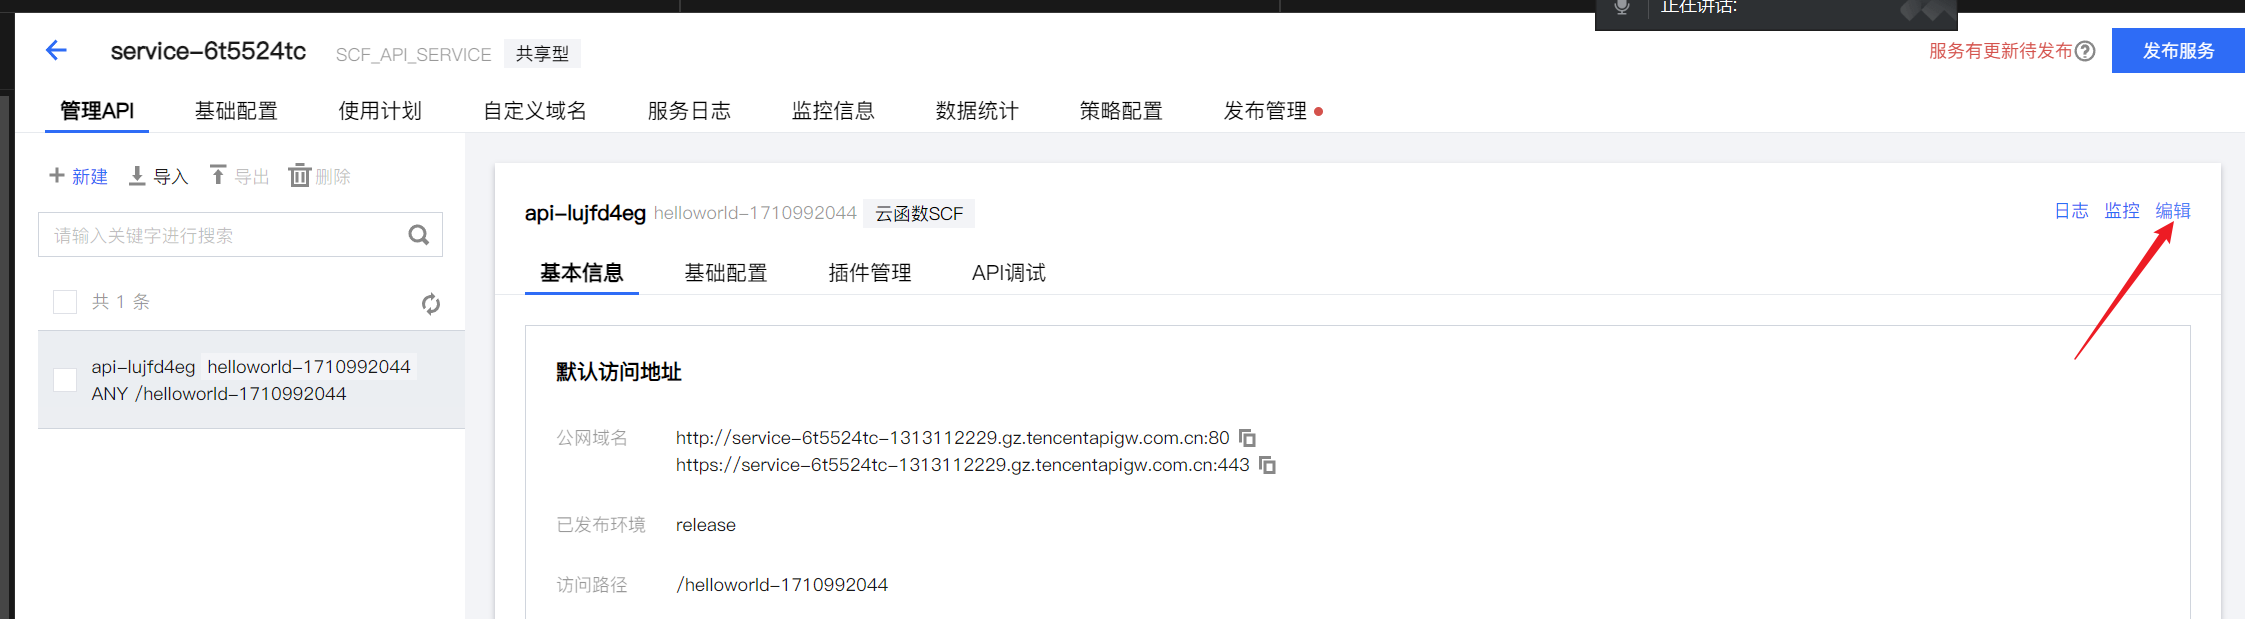 正在讲话:
service-6t5524tc SCF_API_SERVICE 共享型
服务有更新待发布 发布服务
管理API 基础配置 使用计划 自定义域名 服务日志 监控信息 数据统计 策略配置 发布管理
新建 导入 导出 删除
请输入关键字进行搜索
共 1 条
api-lujfd4eg helloworld-1710992044
ANY /helloworld-1710992044
api-lujfd4eg helloworld-1710992044 云函数SCF
日志 监控 编辑
基本信息 基础配置 插件管理 API调试
默认访问地址
公网域名 http://service-6t5524tc-1313112229.gz.tencentapigw.com.cn:80
https://service-6t5524tc-1313112229.gz.tencentapigw.com.cn:443
已发布环境 release
访问路径 /helloworld-1710992044